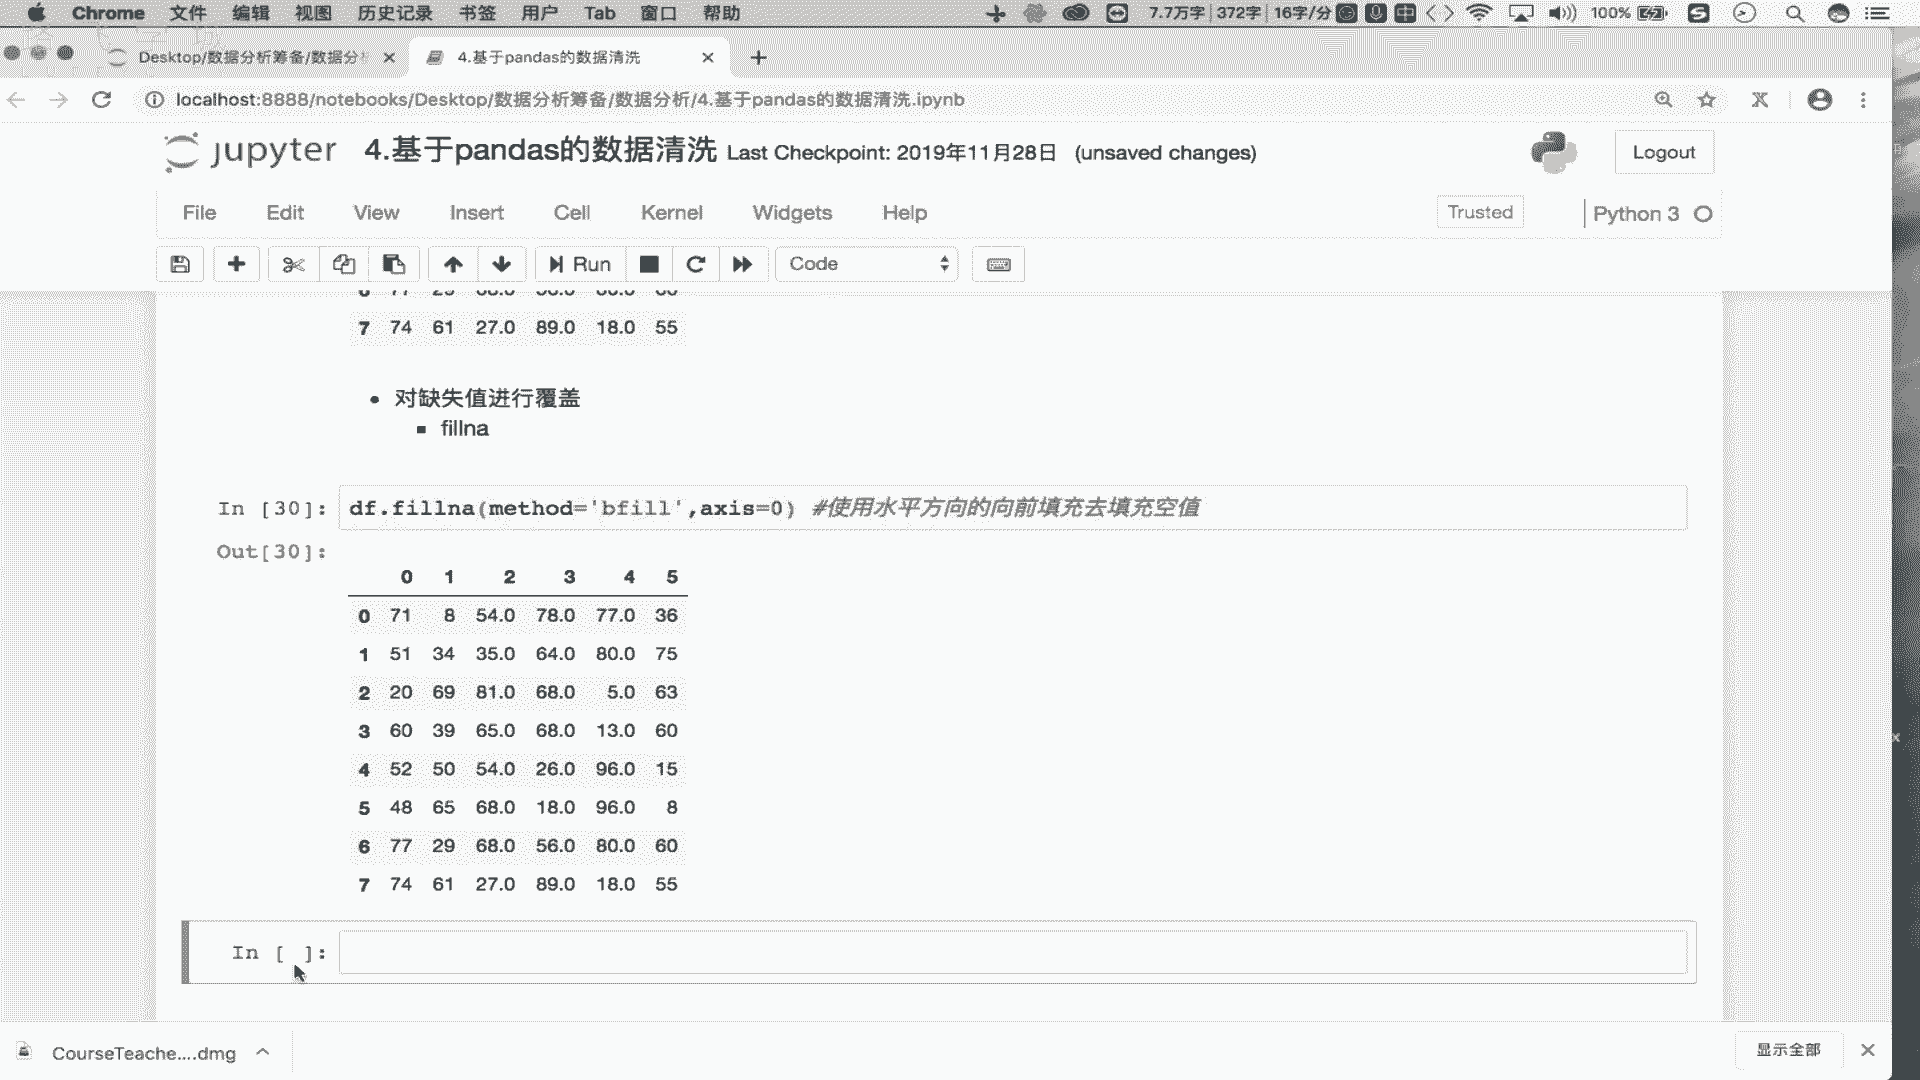 Chrome 文件 编辑 视图 历史记录 书签 用户 Tab 窗口 帮助 7.7万字 372字 16字/分 中 100%
Desktop/数据分析筹备/数据分 4.基于pandas的数据清洗
localhost:8888/notebooks/Desktop/数据分析筹备/数据分析/4.基于pandas的数据清洗.ipynb
jupyter 4.基于pandas的数据清洗 Last Checkpoint: 2019年11月28日 (unsaved changes) Logout
File Edit View Insert Cell Kernel Widgets Help Trusted Python 3
Run Code
7 74 61 27.0 89.0 18.0 55
对缺失值进行覆盖
fillna
In [30]: df.fillna(method='bfill',axis=0) #使用水平方向的向前填充去填充空值
Out[30]:
0 1 2 3 4 5
0 71 8 54.0 78.0 77.0 36
1 51 34 35.0 64.0 80.0 75
2 20 69 81.0 68.0 5.0 63
3 60 39 65.0 68.0 13.0 60
4 52 50 54.0 26.0 96.0 15
5 48 65 68.0 18.0 96.0 8
6 77 29 68.0 56.0 80.0 60
7 74 61 27.0 89.0 18.0 55
In [ ]:
CourseTeache....dmg 显示全部